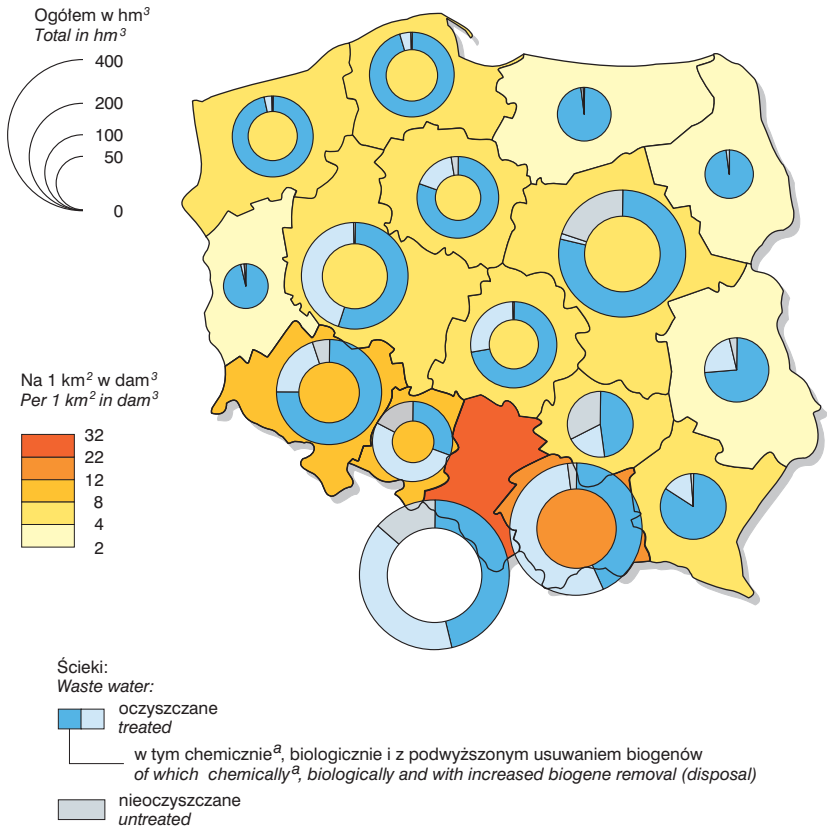 Ogółem w hm³
Total in hm³
400
200
100
50
0
Na 1 km² w dam³
Per 1 km² in dam³
32
22
12
8
4
2
Ścieki:
Waste water:
oczyszczane
treated
w tym chemicznieᵃ, biologicznie i z podwyższonym usuwaniem biogenów
of which chemicallyᵃ, biologically and with increased biogene removal (disposal)
nieoczyszczane
untreated